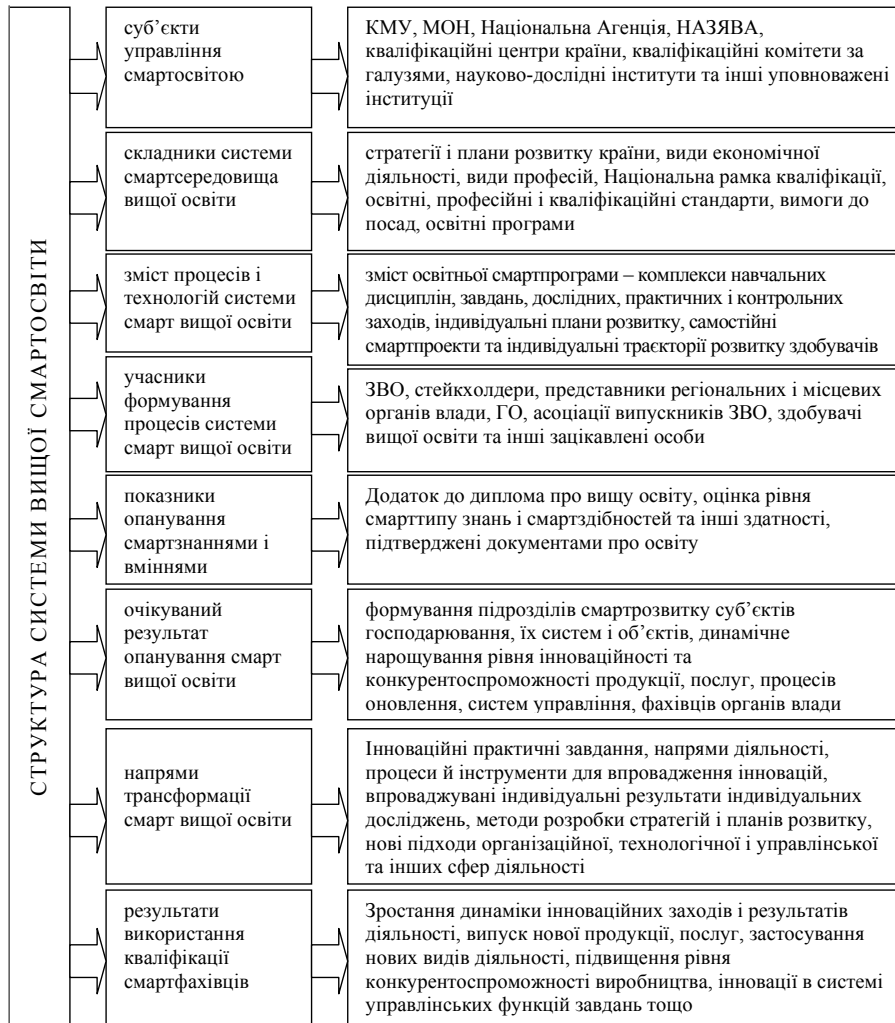 СТРУКТУРА СИСТЕМИ ВИЩОЇ СМАРТОСВІТИ
суб’єкти
управління
смартосвітою
КМУ, МОН, Національна Агенція, НАЗЯВА,
кваліфікаційні центри країни, кваліфікаційні комітети за
галузями, науково-дослідні інститути та інші уповноважені
інституції
складники системи
смартсередовища
вищої освіти
стратегії і плани розвитку країни, види економічної
діяльності, види професій, Національна рамка кваліфікації,
освітні, професійні і кваліфікаційні стандарти, вимоги до
посад, освітні програми
зміст процесів і
технологій системи
смарт вищої освіти
зміст освітньої смартпрограми – комплекси навчальних
дисциплін, завдань, дослідних, практичних і контрольних
заходів, індивідуальні плани розвитку, самостійні
смартпроекти та індивідуальні траєкторії розвитку здобувачів
учасники
формування
процесів системи
смарт вищої освіти
ЗВО, стейкхолдери, представники регіональних і місцевих
органів влади, ГО, асоціації випускників ЗВО, здобувачі
вищої освіти та інші зацікавлені особи
показники
опанування
смартзнаннями і
вміннями
Додаток до диплома про вищу освіту, оцінка рівня
смарттипу знань і смартздібностей та інші здатності,
підтверджені документами про освіту
очікуваний
результат
опанування смарт
вищої освіти
формування підрозділів смартрозвитку суб’єктів
господарювання, їх систем і об’єктів, динамічне
нарощування рівня інноваційності та
конкурентоспроможності продукції, послуг, процесів
оновлення, систем управління, фахівців органів влади
напрями
трансформації
смарт вищої освіти
Інноваційні практичні завдання, напрями діяльності,
процеси й інструменти для впровадження інновацій,
впроваджувані індивідуальні результати індивідуальних
досліджень, методи розробки стратегій і планів розвитку,
нові підходи організаційної, технологічної і управлінської
та інших сфер діяльності
результати
використання
кваліфікації
смартфахівців
Зростання динаміки інноваційних заходів і результатів
діяльності, випуск нової продукції, послуг, застосування
нових видів діяльності, підвищення рівня
конкурентоспроможності виробництва, інновації в системі
управлінських функцій завдань тощо